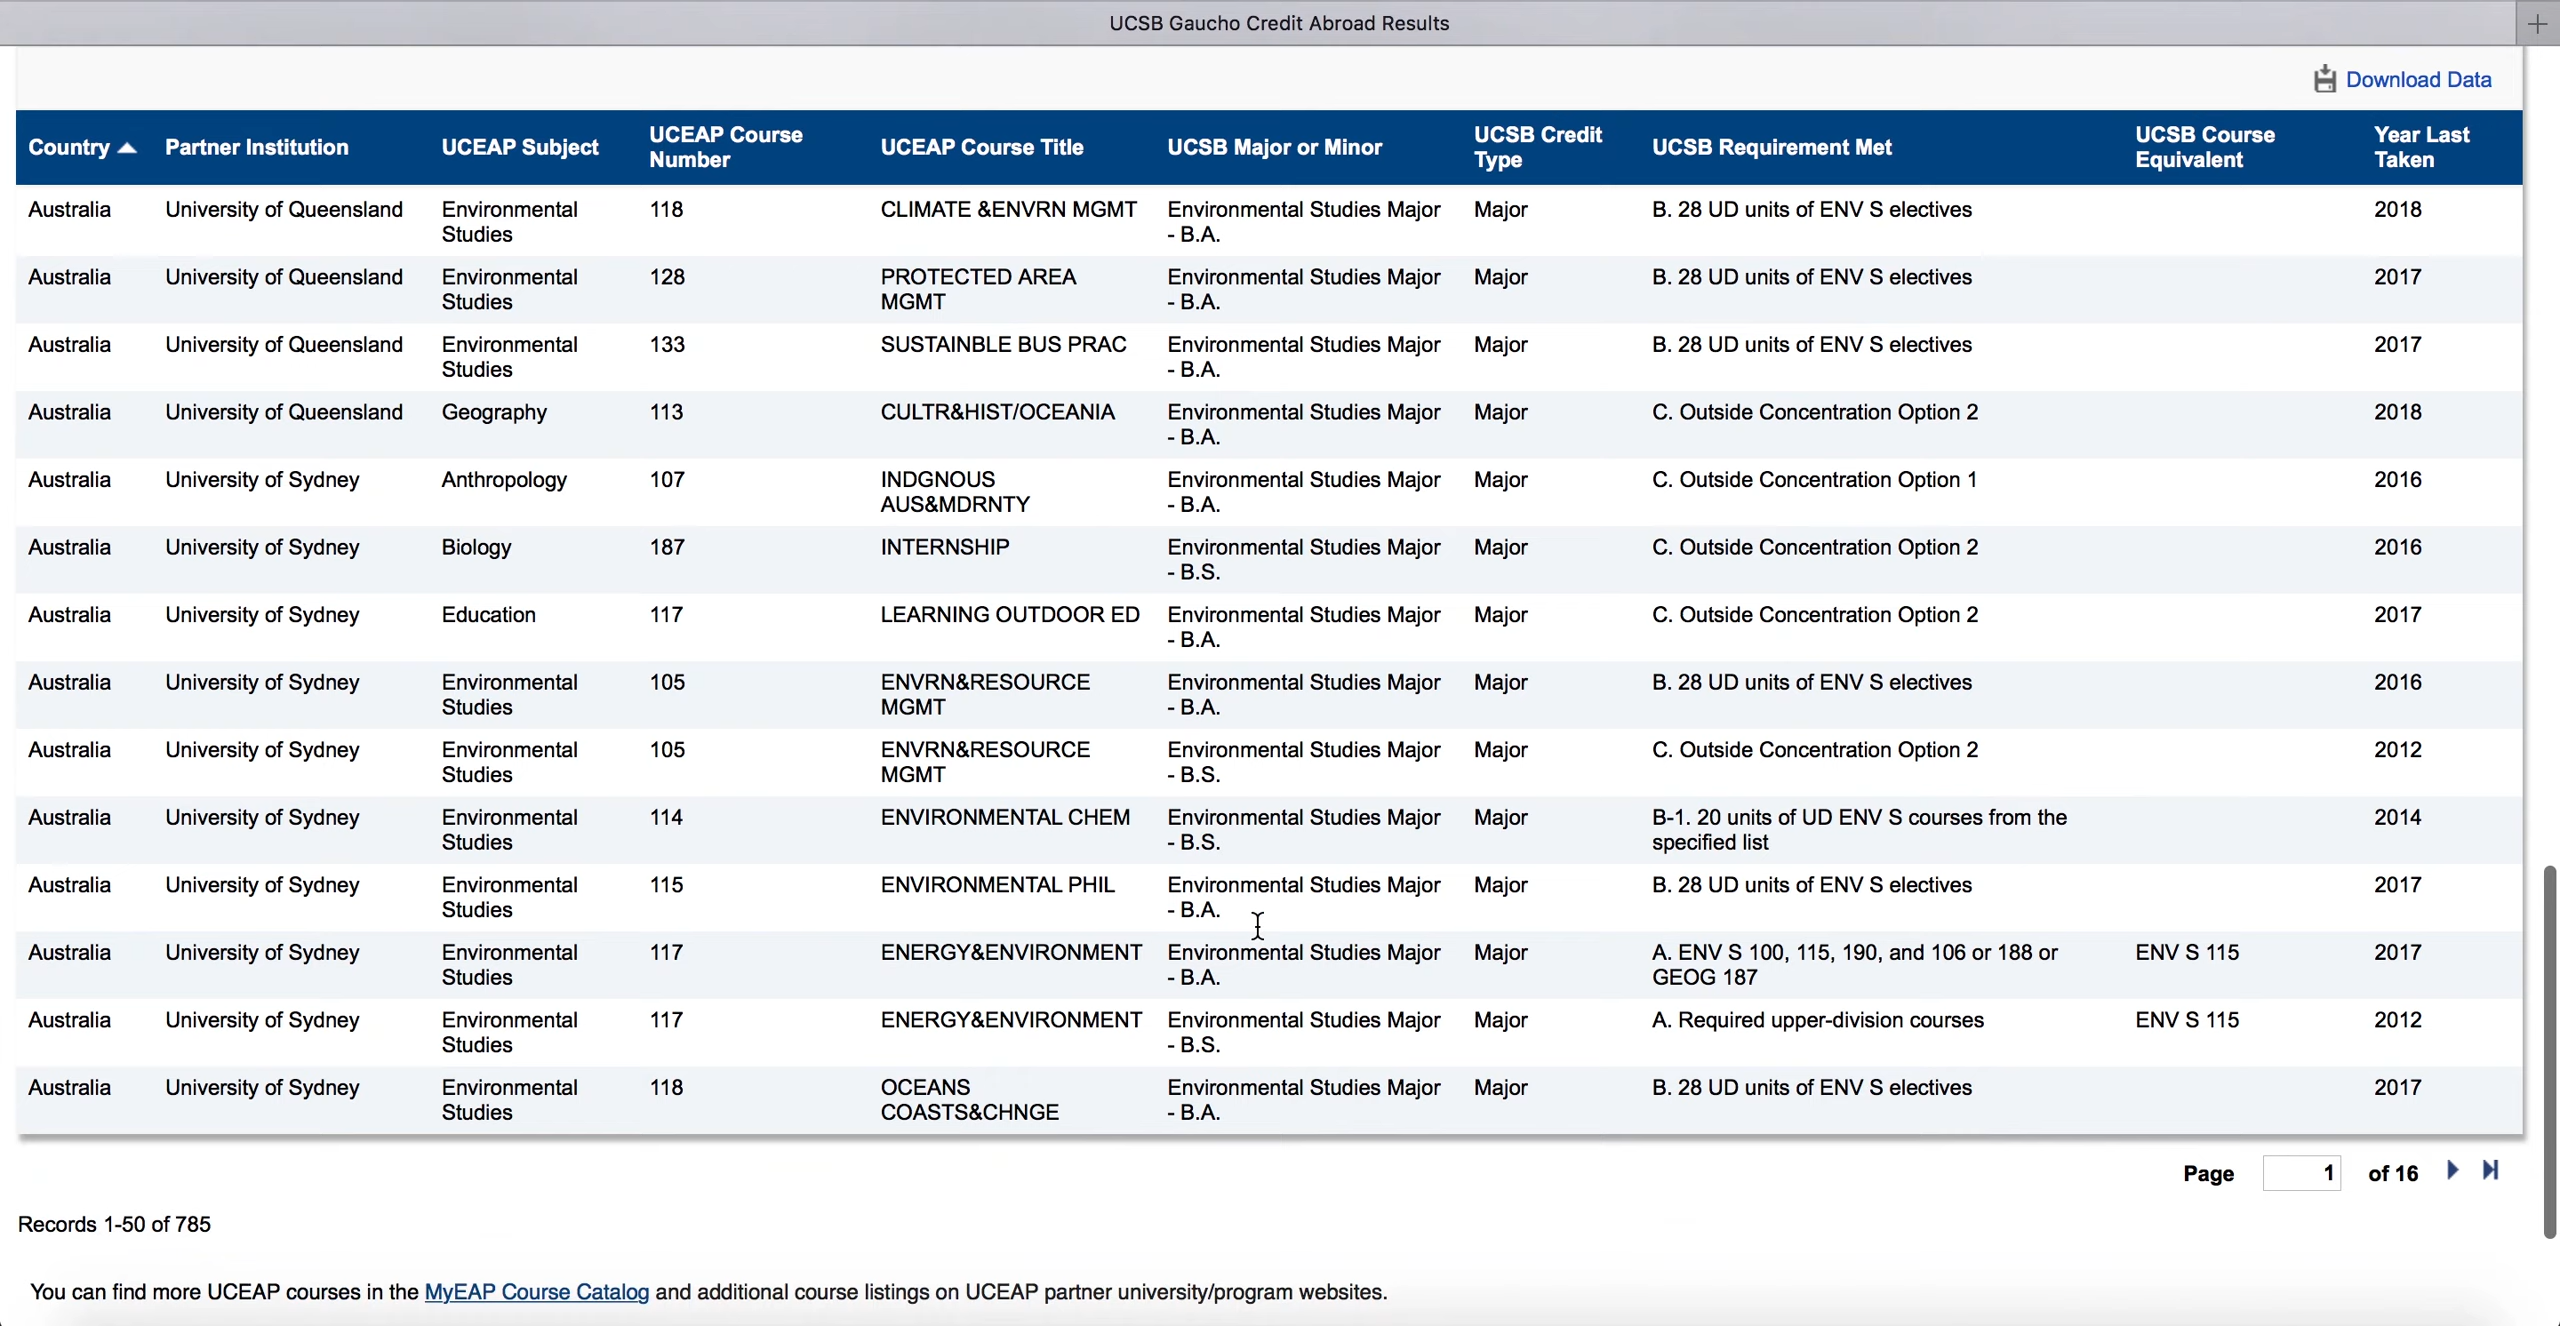 UCSB Gaucho Credit Abroad Results
Download Data
Country Partner Institution UCEAP Subject UCEAP Course Number UCEAP Course Title UCSB Major or Minor UCSB Credit Type UCSB Requirement Met UCSB Course Equivalent Year Last Taken
Australia University of Queensland Environmental Studies 118 CLIMATE &ENVRN MGMT Environmental Studies Major - B.A. Major B. 28 UD units of ENV S electives 2018
Australia University of Queensland Environmental Studies 128 PROTECTED AREA MGMT Environmental Studies Major - B.A. Major B. 28 UD units of ENV S electives 2017
Australia University of Queensland Environmental Studies 133 SUSTAINBLE BUS PRAC Environmental Studies Major - B.A. Major B. 28 UD units of ENV S electives 2017
Australia University of Queensland Geography 113 CULTR&HIST/OCEANIA Environmental Studies Major - B.A. Major C. Outside Concentration Option 2 2018
Australia University of Sydney Anthropology 107 INDGNOUS AUS&MDRNTY Environmental Studies Major - B.A. Major C. Outside Concentration Option 1 2016
Australia University of Sydney Biology 187 INTERNSHIP Environmental Studies Major - B.S. Major C. Outside Concentration Option 2 2016
Australia University of Sydney Education 117 LEARNING OUTDOOR ED Environmental Studies Major - B.A. Major C. Outside Concentration Option 2 2017
Australia University of Sydney Environmental Studies 105 ENVRN&RESOURCE MGMT Environmental Studies Major - B.A. Major B. 28 UD units of ENV S electives 2016
Australia University of Sydney Environmental Studies 105 ENVRN&RESOURCE MGMT Environmental Studies Major - B.S. Major C. Outside Concentration Option 2 2012
Australia University of Sydney Environmental Studies 114 ENVIRONMENTAL CHEM Environmental Studies Major - B.S. Major B-1. 20 units of UD ENV S courses from the specified list 2014
Australia University of Sydney Environmental Studies 115 ENVIRONMENTAL PHIL Environmental Studies Major - B.A. Major B. 28 UD units of ENV S electives 2017
Australia University of Sydney Environmental Studies 117 ENERGY&ENVIRONMENT Environmental Studies Major - B.A. Major A. ENV S 100, 115, 190, and 106 or 188 or GEOG 187 ENV S 115 2017
Australia University of Sydney Environmental Studies 117 ENERGY&ENVIRONMENT Environmental Studies Major - B.S. Major A. Required upper-division courses ENV S 115 2012
Australia University of Sydney Environmental Studies 118 OCEANS COASTS&CHNGE Environmental Studies Major - B.A. Major B. 28 UD units of ENV S electives 2017
Page 1 of 16
Records 1-50 of 785
You can find more UCEAP courses in the MyEAP Course Catalog and additional course listings on UCEAP partner university/program websites.